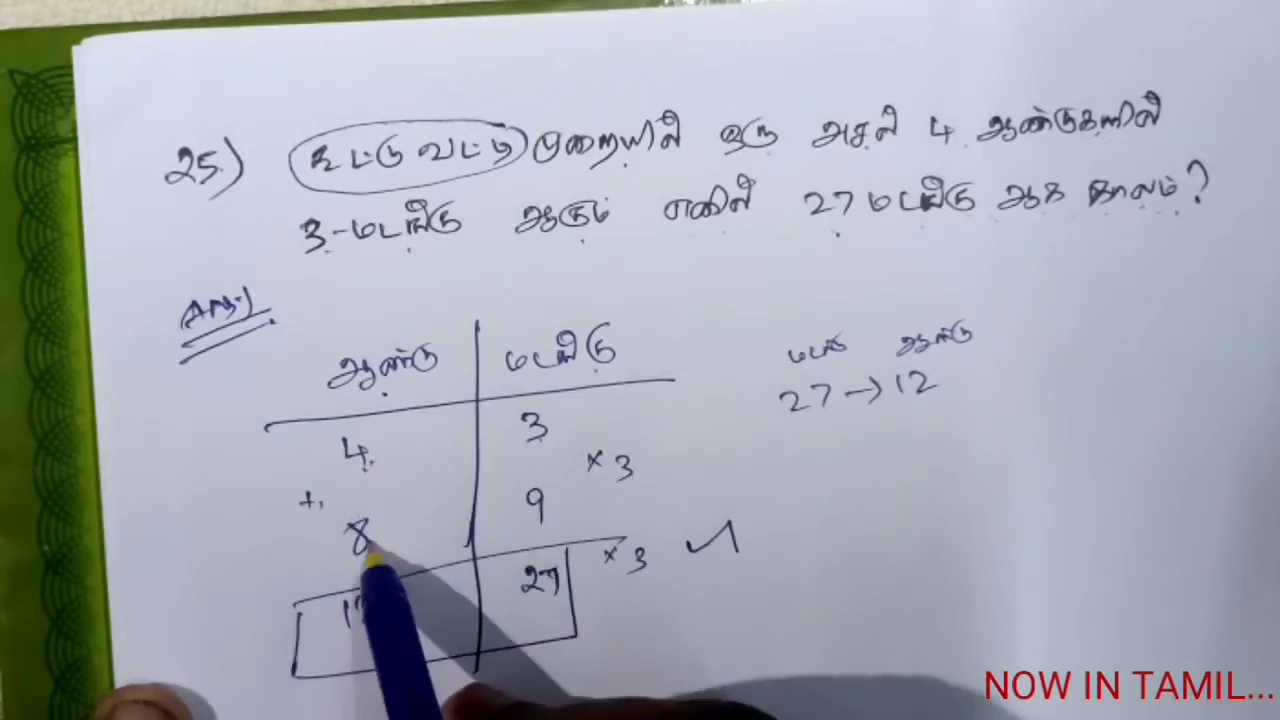 25) கூட்டு வட்டி முறையில் ஒரு அசல் 4 ஆண்டுகளில்
3-மடங்கு ஆகும் எனில் 27 மடங்கு ஆக காலம்?
Ans:)
ஆண்டு மடங்கு
4 3
× 3
+ 8 9
× 3
27
மடங்கு ஆண்டு
27 → 12
NOW IN TAMIL...